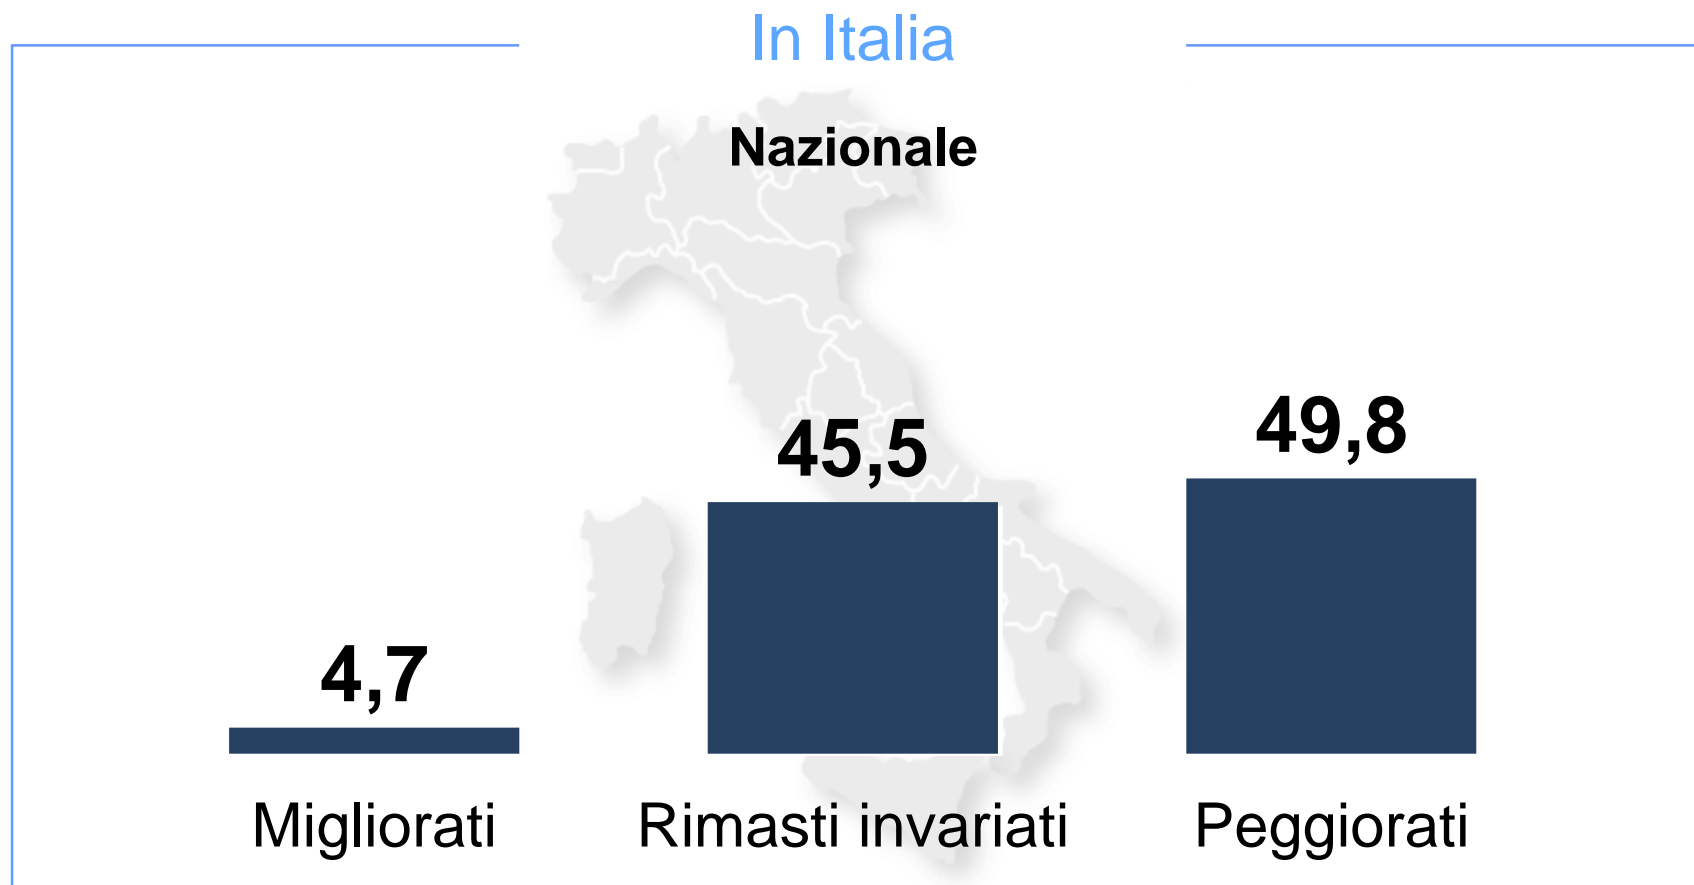 In Italia
Nazionale
4,7
45,5
49,8
Migliorati
Rimasti invariati
Peggiorati